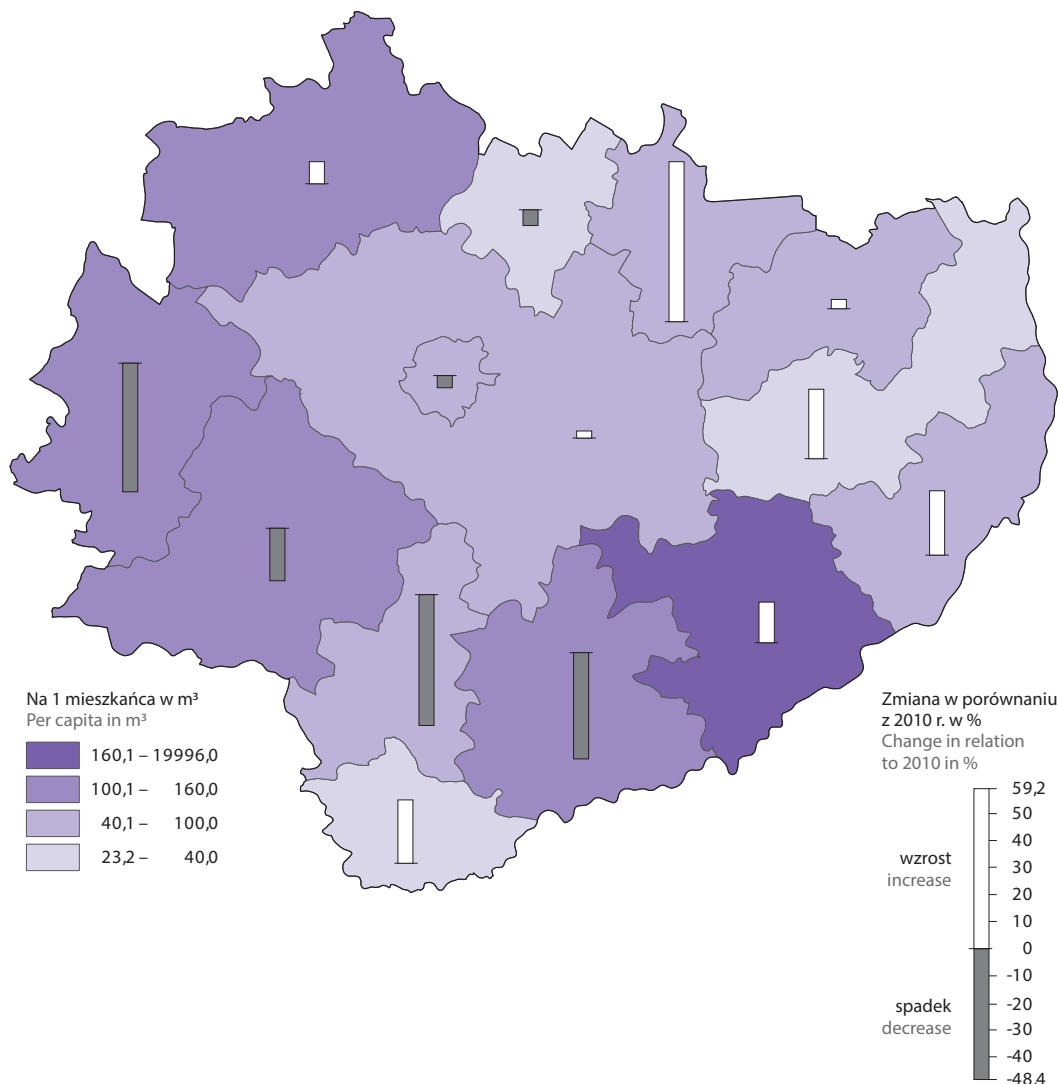 Na 1 mieszkańca w m³
Per capita in m³
160,1 – 19996,0
100,1 – 160,0
40,1 – 100,0
23,2 – 40,0
Zmiana w porównaniu
z 2010 r. w %
Change in relation
to 2010 in %
59,2
50
40
30
20
10
0
-10
-20
-30
-40
-48,4
wzrost
increase
spadek
decrease